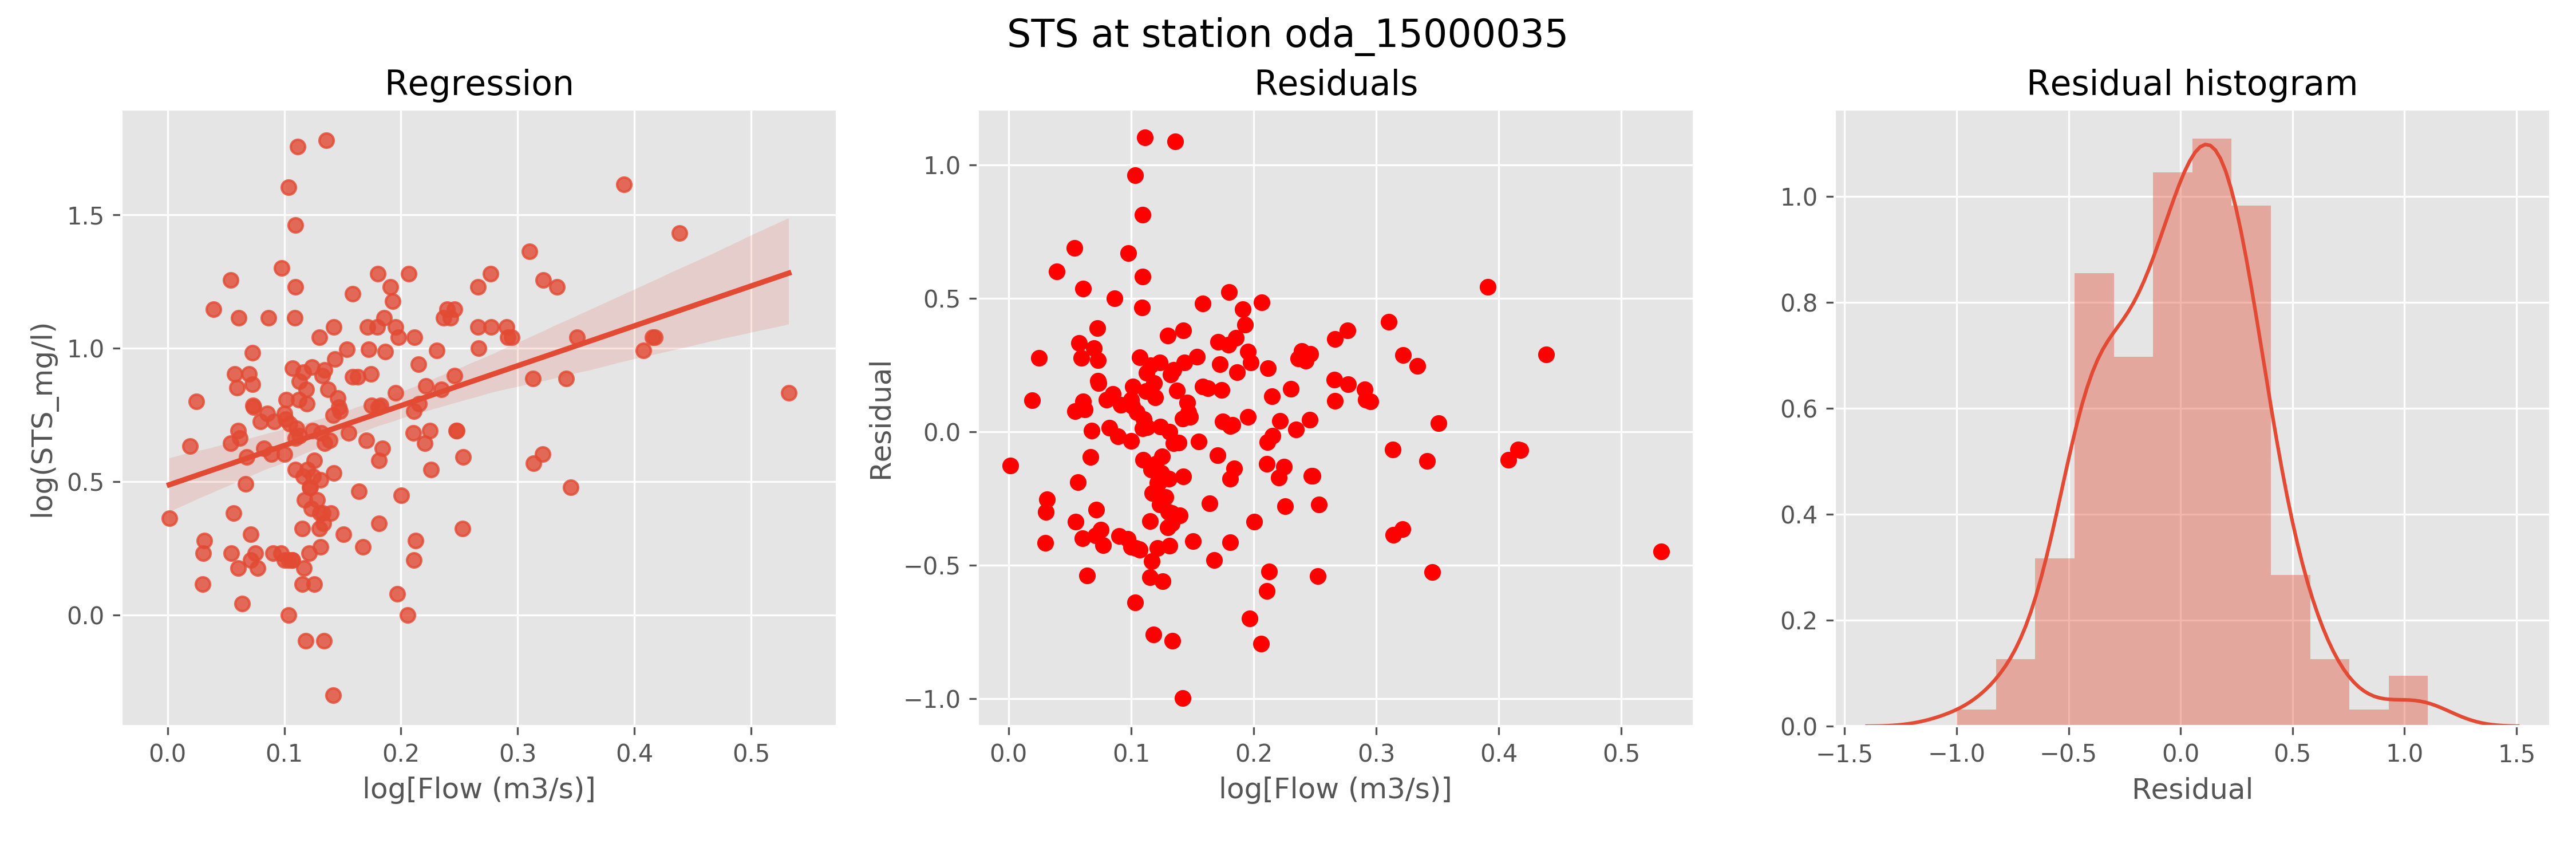 STS at station oda_15000035
Regression
Residuals
Residual histogram
log(STS_mg/l)
1.5
1.0
0.5
0.0
0.0 0.1 0.2 0.3 0.4 0.5
log[Flow (m3/s)]
Residual
1.0
0.5
0.0
−0.5
−1.0
0.0 0.1 0.2 0.3 0.4 0.5
log[Flow (m3/s)]
1.0
0.8
0.6
0.4
0.2
0.0
−1.5 −1.0 −0.5 0.0 0.5 1.0 1.5
Residual